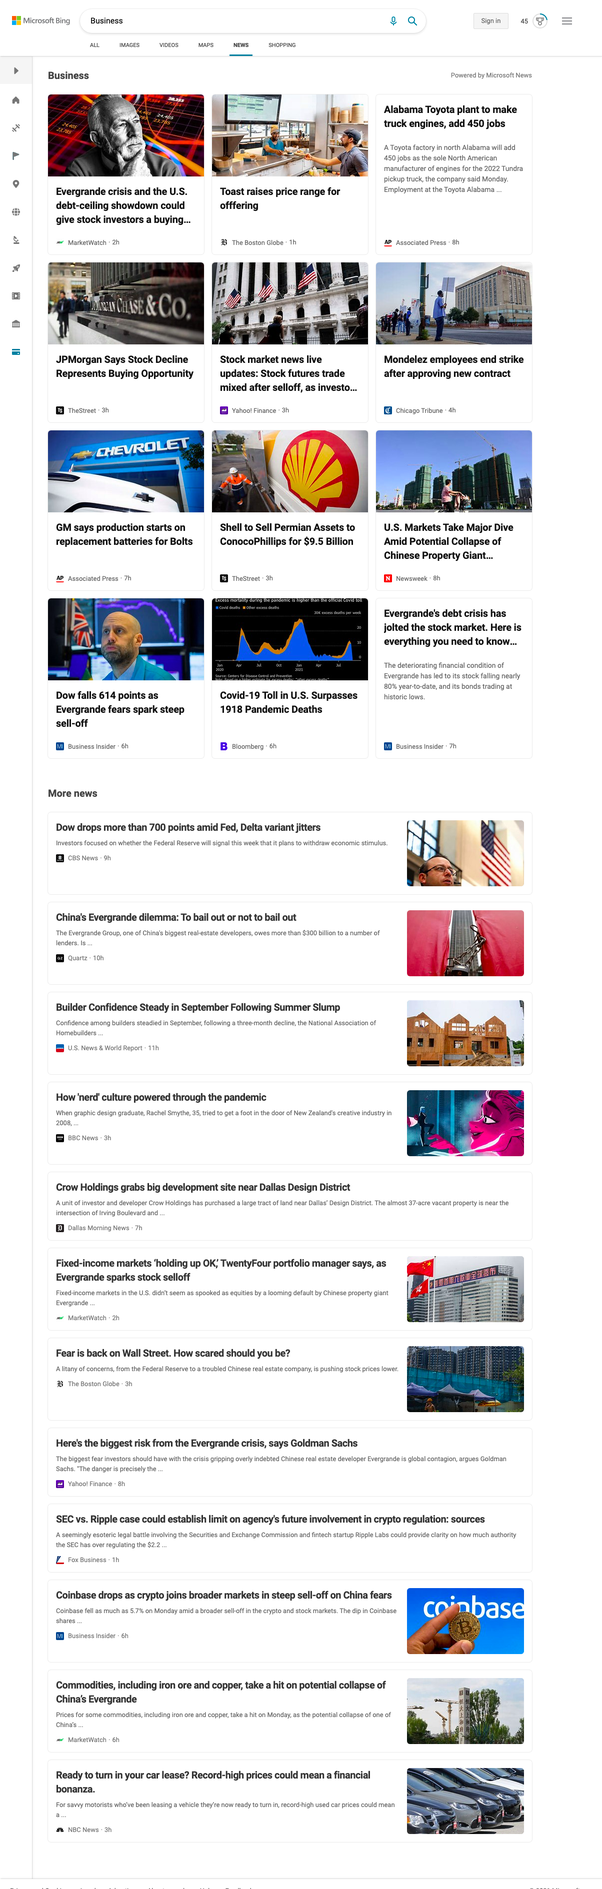 Microsoft Bing
Business
Sign in
45
ALL
IMAGES
VIDEOS
MAPS
NEWS
SHOPPING
Business
Powered by Microsoft News
Evergrande crisis and the U.S.
debt-ceiling showdown could
give stock investors a buying...
MarketWatch · 2h
Toast raises price range for
offfering
The Boston Globe · 1h
Alabama Toyota plant to make
truck engines, add 450 jobs
A Toyota factory in north Alabama will add
450 jobs as the sole North American
manufacturer of engines for the 2022 Tundra
pickup truck, the company said Monday.
Employment at the Toyota Alabama ...
AP Associated Press · 8h
CHASE & CO.
JPMorgan Says Stock Decline
Represents Buying Opportunity
TheStreet · 3h
Stock market news live
updates: Stock futures trade
mixed after selloff, as investo...
Yahoo! Finance · 3h
Mondelez employees end strike
after approving new contract
Chicago Tribune · 4h
CHEVROLET
GM says production starts on
replacement batteries for Bolts
AP Associated Press · 7h
Shell to Sell Permian Assets to
ConocoPhillips for $9.5 Billion
TheStreet · 3h
U.S. Markets Take Major Dive
Amid Potential Collapse of
Chinese Property Giant...
N Newsweek · 8h
Dow falls 614 points as
Evergrande fears spark steep
sell-off
Business Insider · 6h
Excess mortality during the pandemic is higher than the official Covid toll
Covid deaths Other excess deaths
Covid-19 Toll in U.S. Surpasses
1918 Pandemic Deaths
B Bloomberg · 6h
Evergrande's debt crisis has
jolted the stock market. Here is
everything you need to know...
The deteriorating financial condition of
Evergrande has led to its stock falling nearly
80% year-to-date, and its bonds trading at
historic lows.
Business Insider · 7h
More news
Dow drops more than 700 points amid Fed, Delta variant jitters
Investors focused on whether the Federal Reserve will signal this week that it plans to withdraw economic stimulus.
CBS News · 9h
China's Evergrande dilemma: To bail out or not to bail out
The Evergrande Group, one of China's biggest real-estate developers, owes more than $300 billion to a number of
lenders. Is ...
Quartz · 10h
Builder Confidence Steady in September Following Summer Slump
Confidence among builders steadied in September, following a three-month decline, the National Association of
Homebuilders ...
U.S. News & World Report · 11h
How 'nerd' culture powered through the pandemic
When graphic design graduate, Rachel Smythe, 35, tried to get a foot in the door of New Zealand's creative industry in
2008, ...
BBC News · 3h
Crow Holdings grabs big development site near Dallas Design District
A unit of investor and developer Crow Holdings has purchased a large tract of land near Dallas' Design District. The almost 37-acre vacant property is near the
intersection of Irving Boulevard and ...
Dallas Morning News · 7h
Fixed-income markets 'holding up OK,' TwentyFour portfolio manager says, as
Evergrande sparks stock selloff
Fixed-income markets in the U.S. didn't seem as spooked as equities by a looming default by Chinese property giant
Evergrande ...
MarketWatch · 2h
Fear is back on Wall Street. How scared should you be?
A litany of concerns, from the Federal Reserve to a troubled Chinese real estate company, is pushing stock prices lower.
The Boston Globe · 3h
Here's the biggest risk from the Evergrande crisis, says Goldman Sachs
The biggest fear investors should have with the crisis gripping overly indebted Chinese real estate developer Evergrande is global contagion, argues Goldman
Sachs. "The danger is precisely the ...
Yahoo! Finance · 8h
SEC vs. Ripple case could establish limit on agency's future involvement in crypto regulation: sources
A seemingly esoteric legal battle involving the Securities and Exchange Commission and fintech startup Ripple Labs could provide clarity on how much authority
the SEC has over regulating the $2.2 ...
Fox Business · 1h
Coinbase drops as crypto joins broader markets in steep sell-off on China fears
Coinbase fell as much as 5.7% on Monday amid a broader sell-off in the crypto and stock markets. The dip in Coinbase
shares ...
Business Insider · 6h
coinbase
Commodities, including iron ore and copper, take a hit on potential collapse of
China's Evergrande
Prices for some commodities, including iron ore and copper, take a hit on Monday, as the potential collapse of one of
China's ...
MarketWatch · 6h
Ready to turn in your car lease? Record-high prices could mean a financial
bonanza.
For savvy motorists who've been leasing a vehicle they're now ready to turn in, record-high used car prices could mean
a ...
NBC News · 3h